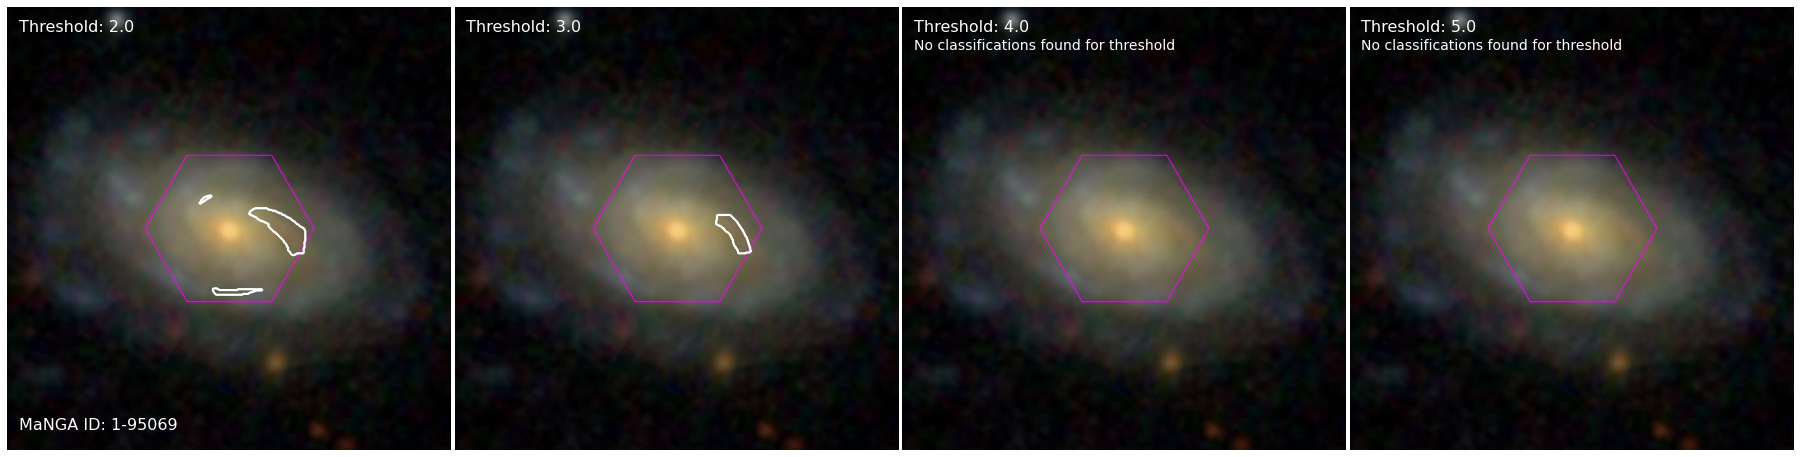 Threshold: 2.0
MaNGA ID: 1-95069
Threshold: 3.0
Threshold: 4.0
No classifications found for threshold
Threshold: 5.0
No classifications found for threshold